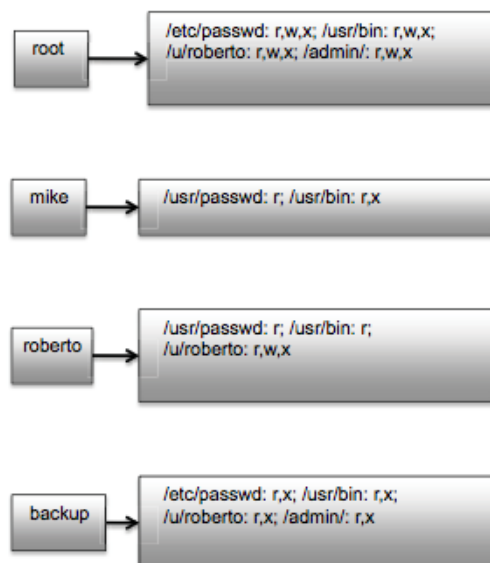 root
/etc/passwd: r,w,x; /usr/bin: r,w,x;
/u/roberto: r,w,x; /admin/: r,w,x
mike
/usr/passwd: r; /usr/bin: r,x
roberto
/usr/passwd: r; /usr/bin: r;
/u/roberto: r,w,x
backup
/etc/passwd: r,x; /usr/bin: r,x;
/u/roberto: r,x; /admin/: r,x